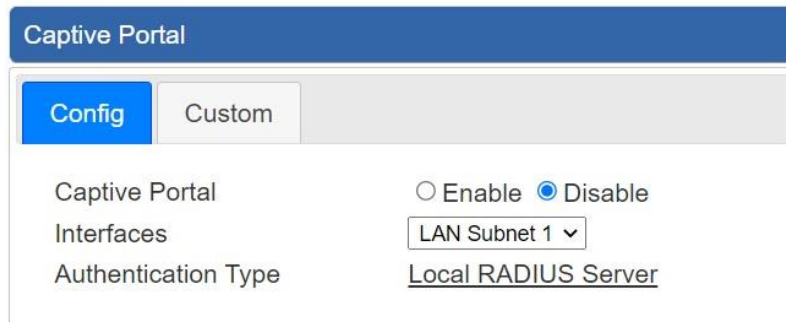 Captive Portal
Config Custom
Captive Portal Enable Disable
Interfaces LAN Subnet 1
Authentication Type Local RADIUS Server